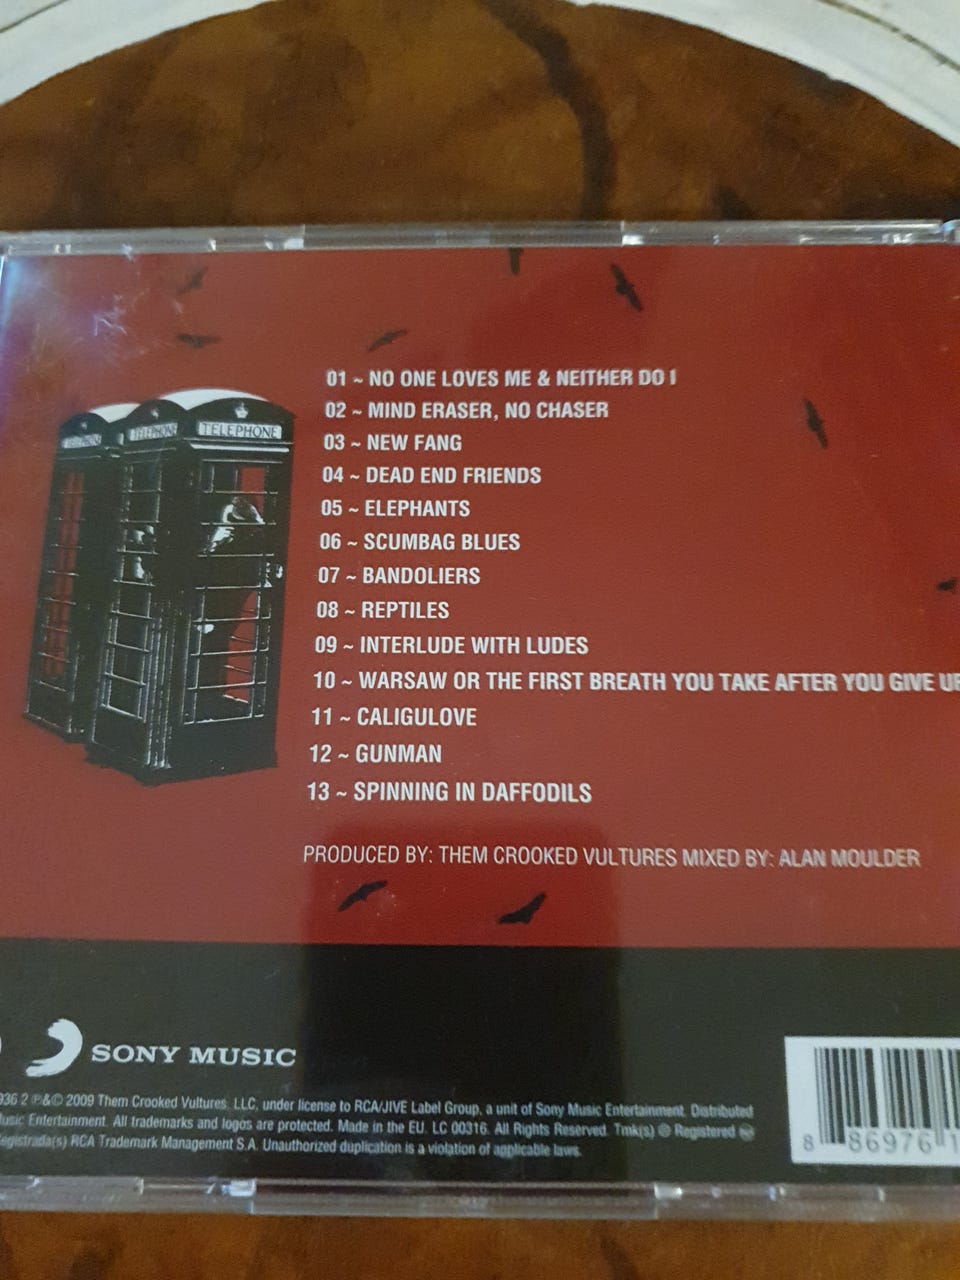 TELEPHONE TELEPHONE TELEPHONE
01 ~ NO ONE LOVES ME & NEITHER DO I
02 ~ MIND ERASER, NO CHASER
03 ~ NEW FANG
04 ~ DEAD END FRIENDS
05 ~ ELEPHANTS
06 ~ SCUMBAG BLUES
07 ~ BANDOLIERS
08 ~ REPTILES
09 ~ INTERLUDE WITH LUDES
10 ~ WARSAW OR THE FIRST BREATH YOU TAKE AFTER YOU GIVE UP
11 ~ CALIGULOVE
12 ~ GUNMAN
13 ~ SPINNING IN DAFFODILS
PRODUCED BY: THEM CROOKED VULTURES MIXED BY: ALAN MOULDER
SONY MUSIC
936 2 ℗&© 2009 Them Crooked Vultures, LLC, under license to RCA/JIVE Label Group, a unit of Sony Music Entertainment. Distributed
Music Entertainment. All trademarks and logos are protected. Made in the EU. LC 00316. All Rights Reserved. Tmk(s) ® Registered
Registrada(s) RCA Trademark Management S.A. Unauthorized duplication is a violation of applicable laws.
8 86976 1